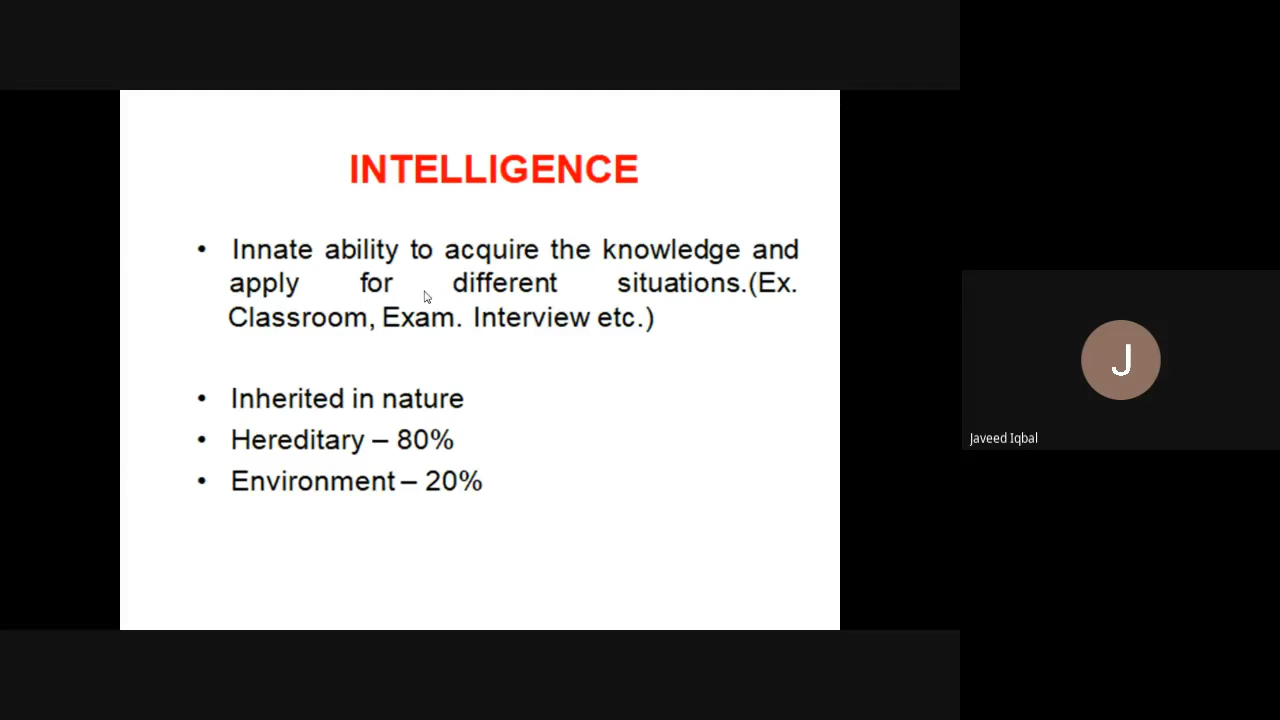 INTELLIGENCE
• Innate ability to acquire the knowledge and
apply for different situations.(Ex.
Classroom, Exam. Interview etc.)
• Inherited in nature
• Hereditary – 80%
• Environment – 20%
J
Javeed Iqbal